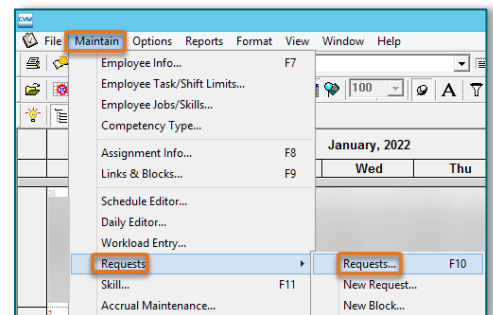 CVM
File Maintain Options Reports Format View Window Help
Employee Info... F7
Employee Task/Shift Limits...
100 A
Employee Jobs/Skills...
Competency Type...
January, 2022
Assignment Info... F8
Links & Blocks... F9
Wed Thu
Schedule Editor...
Daily Editor...
Workload Entry...
Requests Requests... F10
Skill... F11 New Request...
Accrual Maintenance... New Block...
2